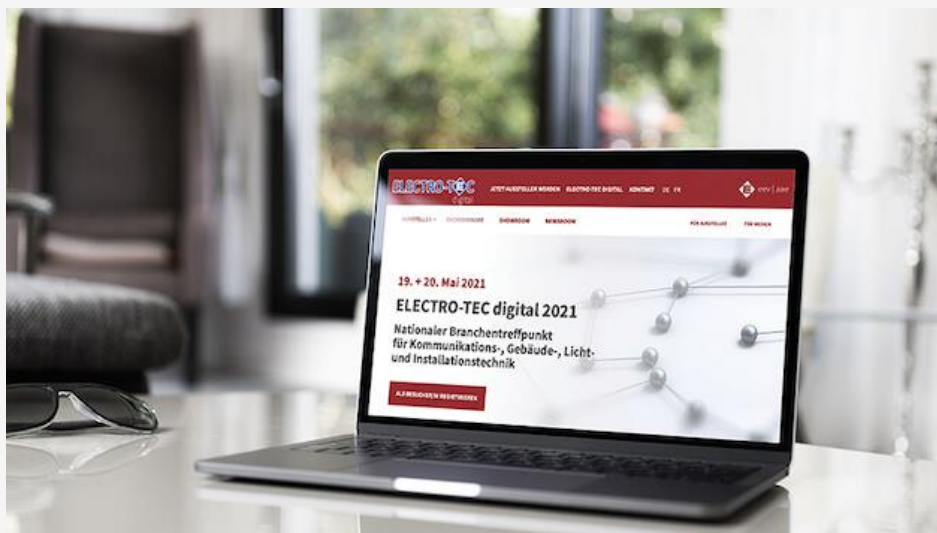 ELECTRO-TEC digital JETZT AUSSTELLER WERDEN ELECTRO-TEC DIGITAL KONTAKT DE FR
AUSSTELLER SHOWROOM NEWSROOM FÜR AUSSTELLER FÜR MEDIEN
19. + 20. Mai 2021
ELECTRO-TEC digital 2021
Nationaler Branchentreffpunkt
für Kommunikations-, Gebäude-, Licht-
und Installationstechnik
ALS BESUCHER/IN REGISTRIEREN